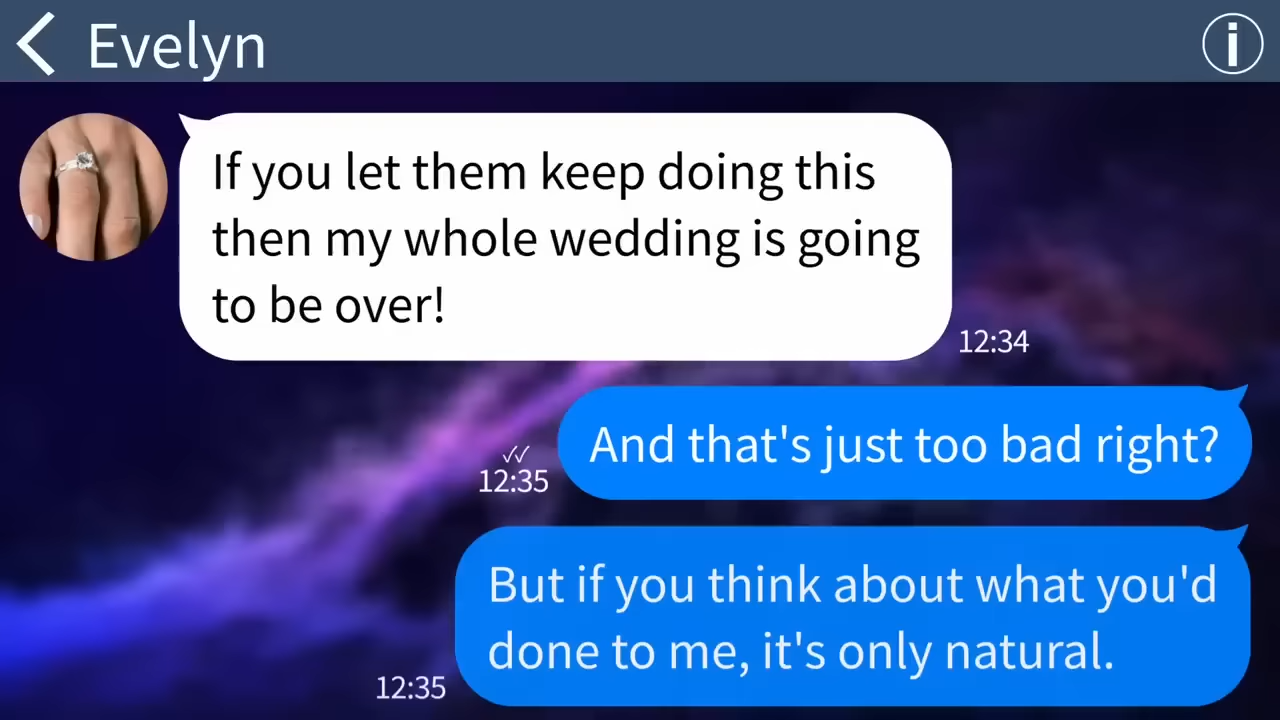 Evelyn
If you let them keep doing this
then my whole wedding is going
to be over!
12:34
And that's just too bad right?
12:35
But if you think about what you'd
done to me, it's only natural.
12:35